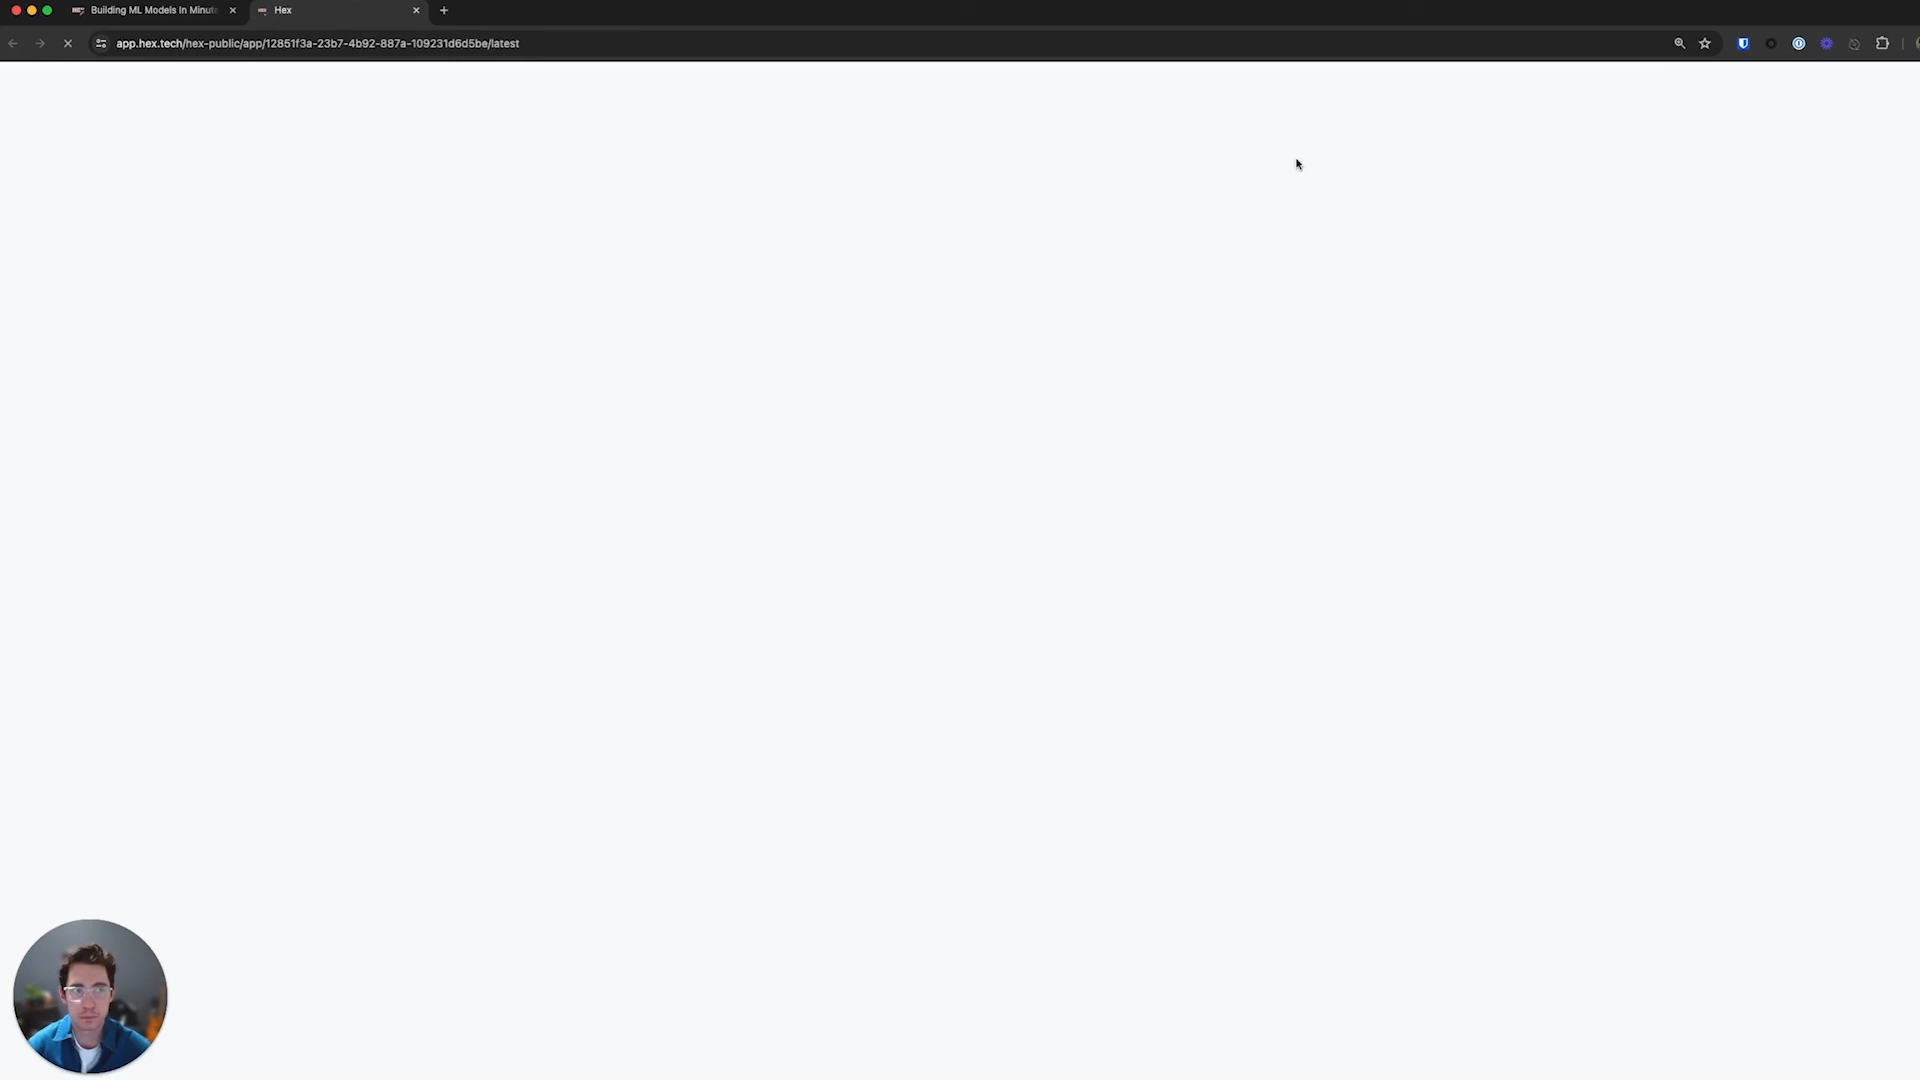 Building ML Models In Minut
Hex
app.hex.tech/hex-public/app/12851f3a-23b7-4b92-887a-109231d6d5be/latest